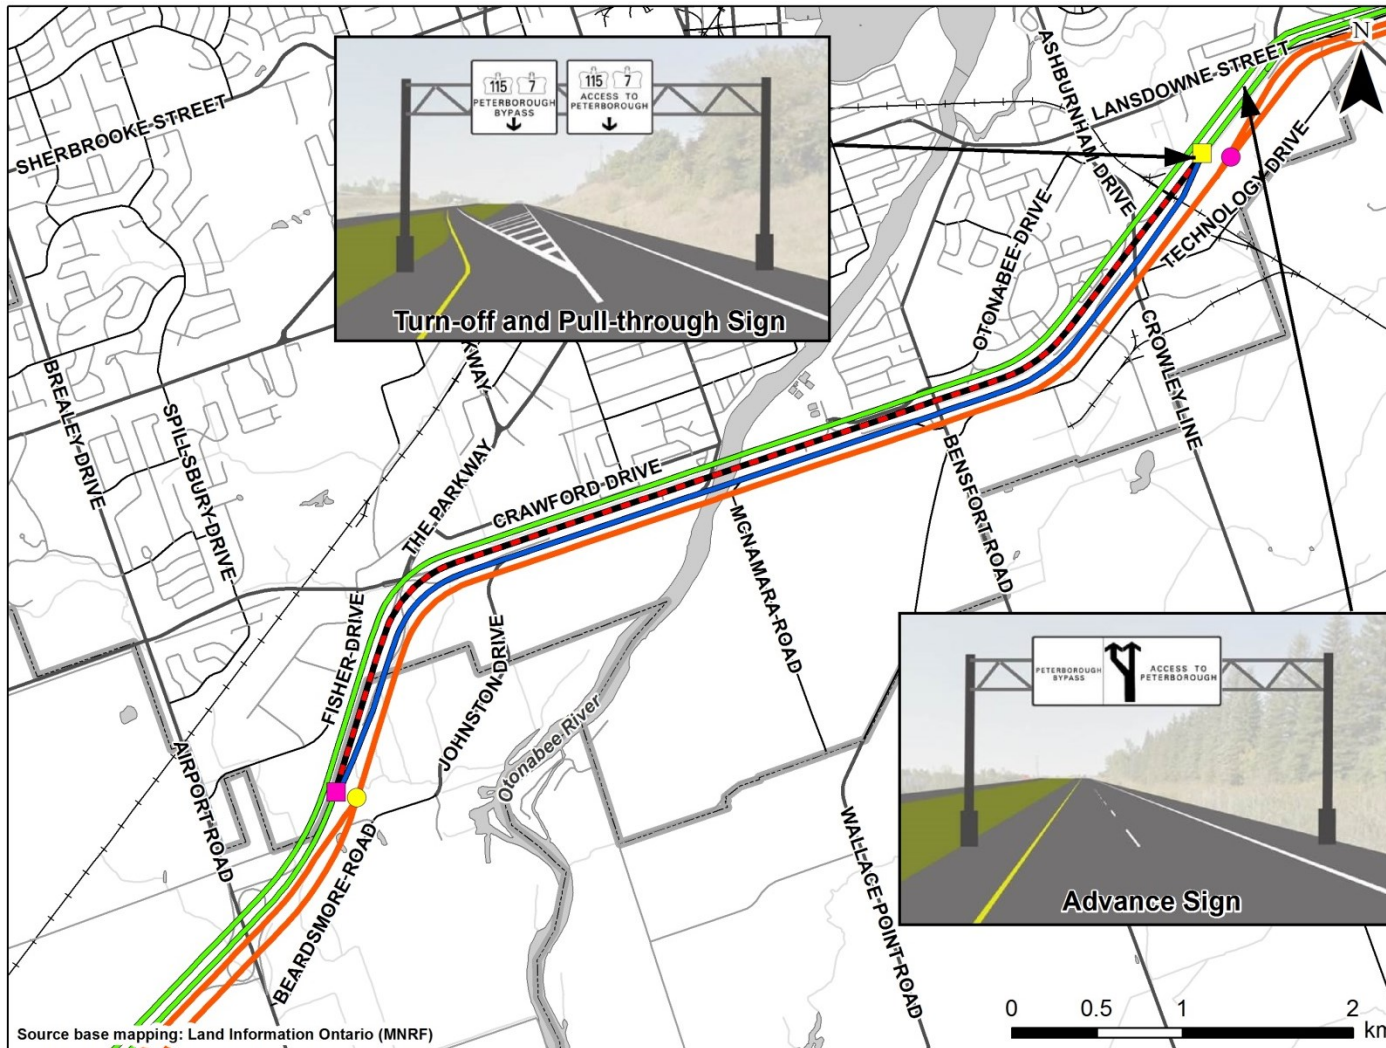 SHERBROOKE STREET
ASHBURNHAM DRIVE
LANSDOWNE STREET
N
115 7
PETERBOROUGH
BYPASS
115 7
ACCESS TO
PETERBOROUGH
Turn-off and Pull-through Sign
OTONABEE DRIVE
TECHNOLOGY DRIVE
CROWLEY LINE
BREALEY DRIVE
SPILLSBURY DRIVE
KWAY
THE PARKWAY
CRAWFORD DRIVE
BENSFORT ROAD
MCNAMARA ROAD
FISHER DRIVE
JOHNSTON DRIVE
Otonabee River
AIRPORT ROAD
BEARDSMORE ROAD
WALLACE POINT ROAD
PETERBOROUGH
BYPASS
ACCESS TO
PETERBOROUGH
Advance Sign
0 0.5 1 2
km
Source base mapping: Land Information Ontario (MNRF)